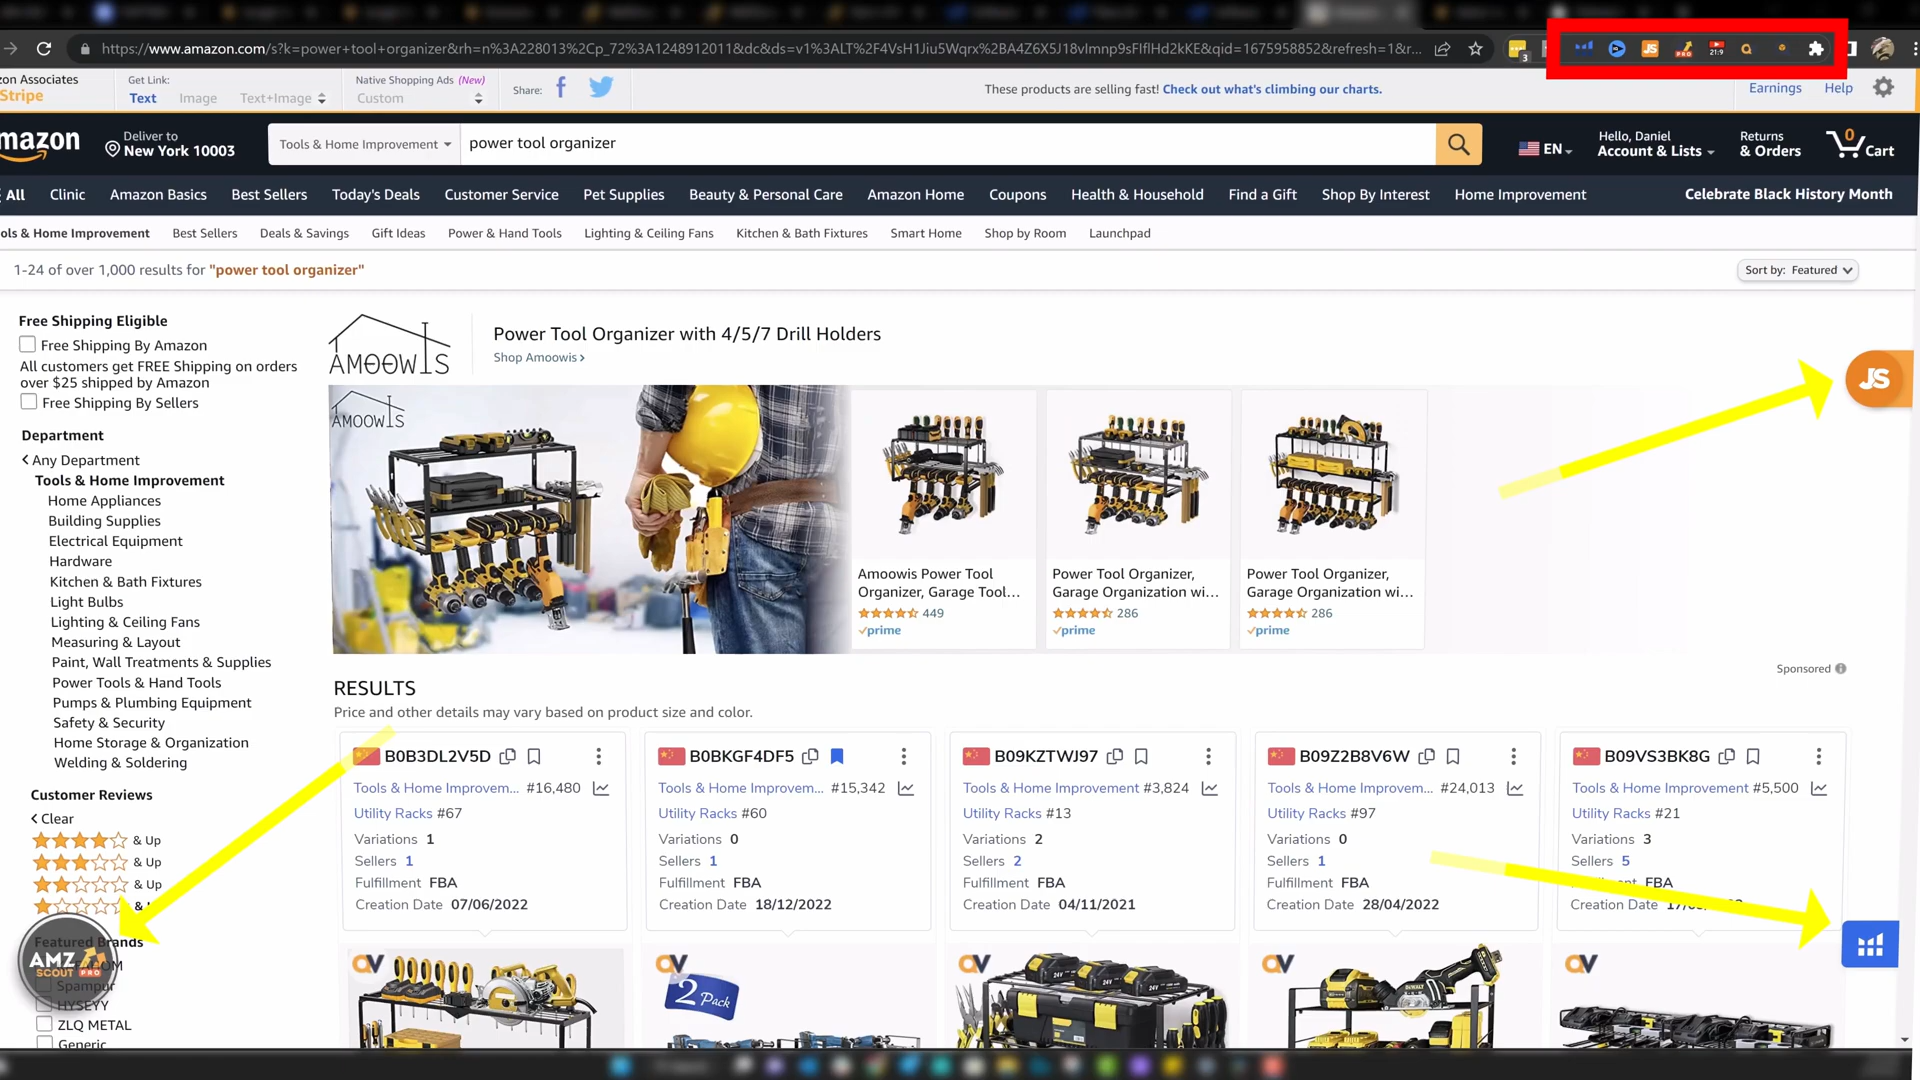 https://www.amazon.com/s?k=power+tool+organizer&rh=n%3A228013%2Cp_72%3A1248912011&dc&ds=v1%3ALT%2F4VsH1Jiu5Wqrx%2BA4Z6X5J18vImnp9sFIflHd2kKE&qid=1675958852&refresh=1&r...
3
JS
PRO
21:9
zon Associates
Stripe
Get Link:
Text Image Text+Image
Native Shopping Ads (New)
Custom
Share:
These products are selling fast! Check out what's climbing our charts.
Earnings Help
mazon
Deliver to
New York 10003
Tools & Home Improvement
power tool organizer
EN
Hello, Daniel
Account & Lists
Returns
& Orders
0
Cart
All Clinic Amazon Basics Best Sellers Today's Deals Customer Service Pet Supplies Beauty & Personal Care Amazon Home Coupons Health & Household Find a Gift Shop By Interest Home Improvement Celebrate Black History Month
ols & Home Improvement Best Sellers Deals & Savings Gift Ideas Power & Hand Tools Lighting & Ceiling Fans Kitchen & Bath Fixtures Smart Home Shop by Room Launchpad
1-24 of over 1,000 results for "power tool organizer"
Sort by: Featured
Free Shipping Eligible
Free Shipping By Amazon
All customers get FREE Shipping on orders
over $25 shipped by Amazon
Free Shipping By Sellers
Department
Any Department
Tools & Home Improvement
Home Appliances
Building Supplies
Electrical Equipment
Hardware
Kitchen & Bath Fixtures
Light Bulbs
Lighting & Ceiling Fans
Measuring & Layout
Paint, Wall Treatments & Supplies
Power Tools & Hand Tools
Pumps & Plumbing Equipment
Safety & Security
Home Storage & Organization
Welding & Soldering
Customer Reviews
Clear
& Up
& Up
& Up
&
Featured Brands
Spampur
HYSEYY
ZLQ METAL
Generic
AMZ
SCOUT PRO
AMOOWIS
Power Tool Organizer with 4/5/7 Drill Holders
Shop Amoowis
AMOOWIS
Amoowis Power Tool
Organizer, Garage Tool...
449
prime
Power Tool Organizer,
Garage Organization wi...
286
prime
Power Tool Organizer,
Garage Organization wi...
286
prime
JS
Sponsored
RESULTS
Price and other details may vary based on product size and color.
B0B3DL2V5D
Tools & Home Improvem... #16,480
Utility Racks #67
Variations 1
Sellers 1
Fulfillment FBA
Creation Date 07/06/2022
B0BKGF4DF5
Tools & Home Improvem... #15,342
Utility Racks #60
Variations 0
Sellers 1
Fulfillment FBA
Creation Date 18/12/2022
B09KZTWJ97
Tools & Home Improvement #3,824
Utility Racks #13
Variations 2
Sellers 2
Fulfillment FBA
Creation Date 04/11/2021
B09Z2B8V6W
Tools & Home Improvem... #24,013
Utility Racks #97
Variations 0
Sellers 1
Fulfillment FBA
Creation Date 28/04/2022
B09VS3BK8G
Tools & Home Improvement #5,500
Utility Racks #21
Variations 3
Sellers 5
FBA
Creation Date
2 Pack
24V
24V
24V
DEWALT